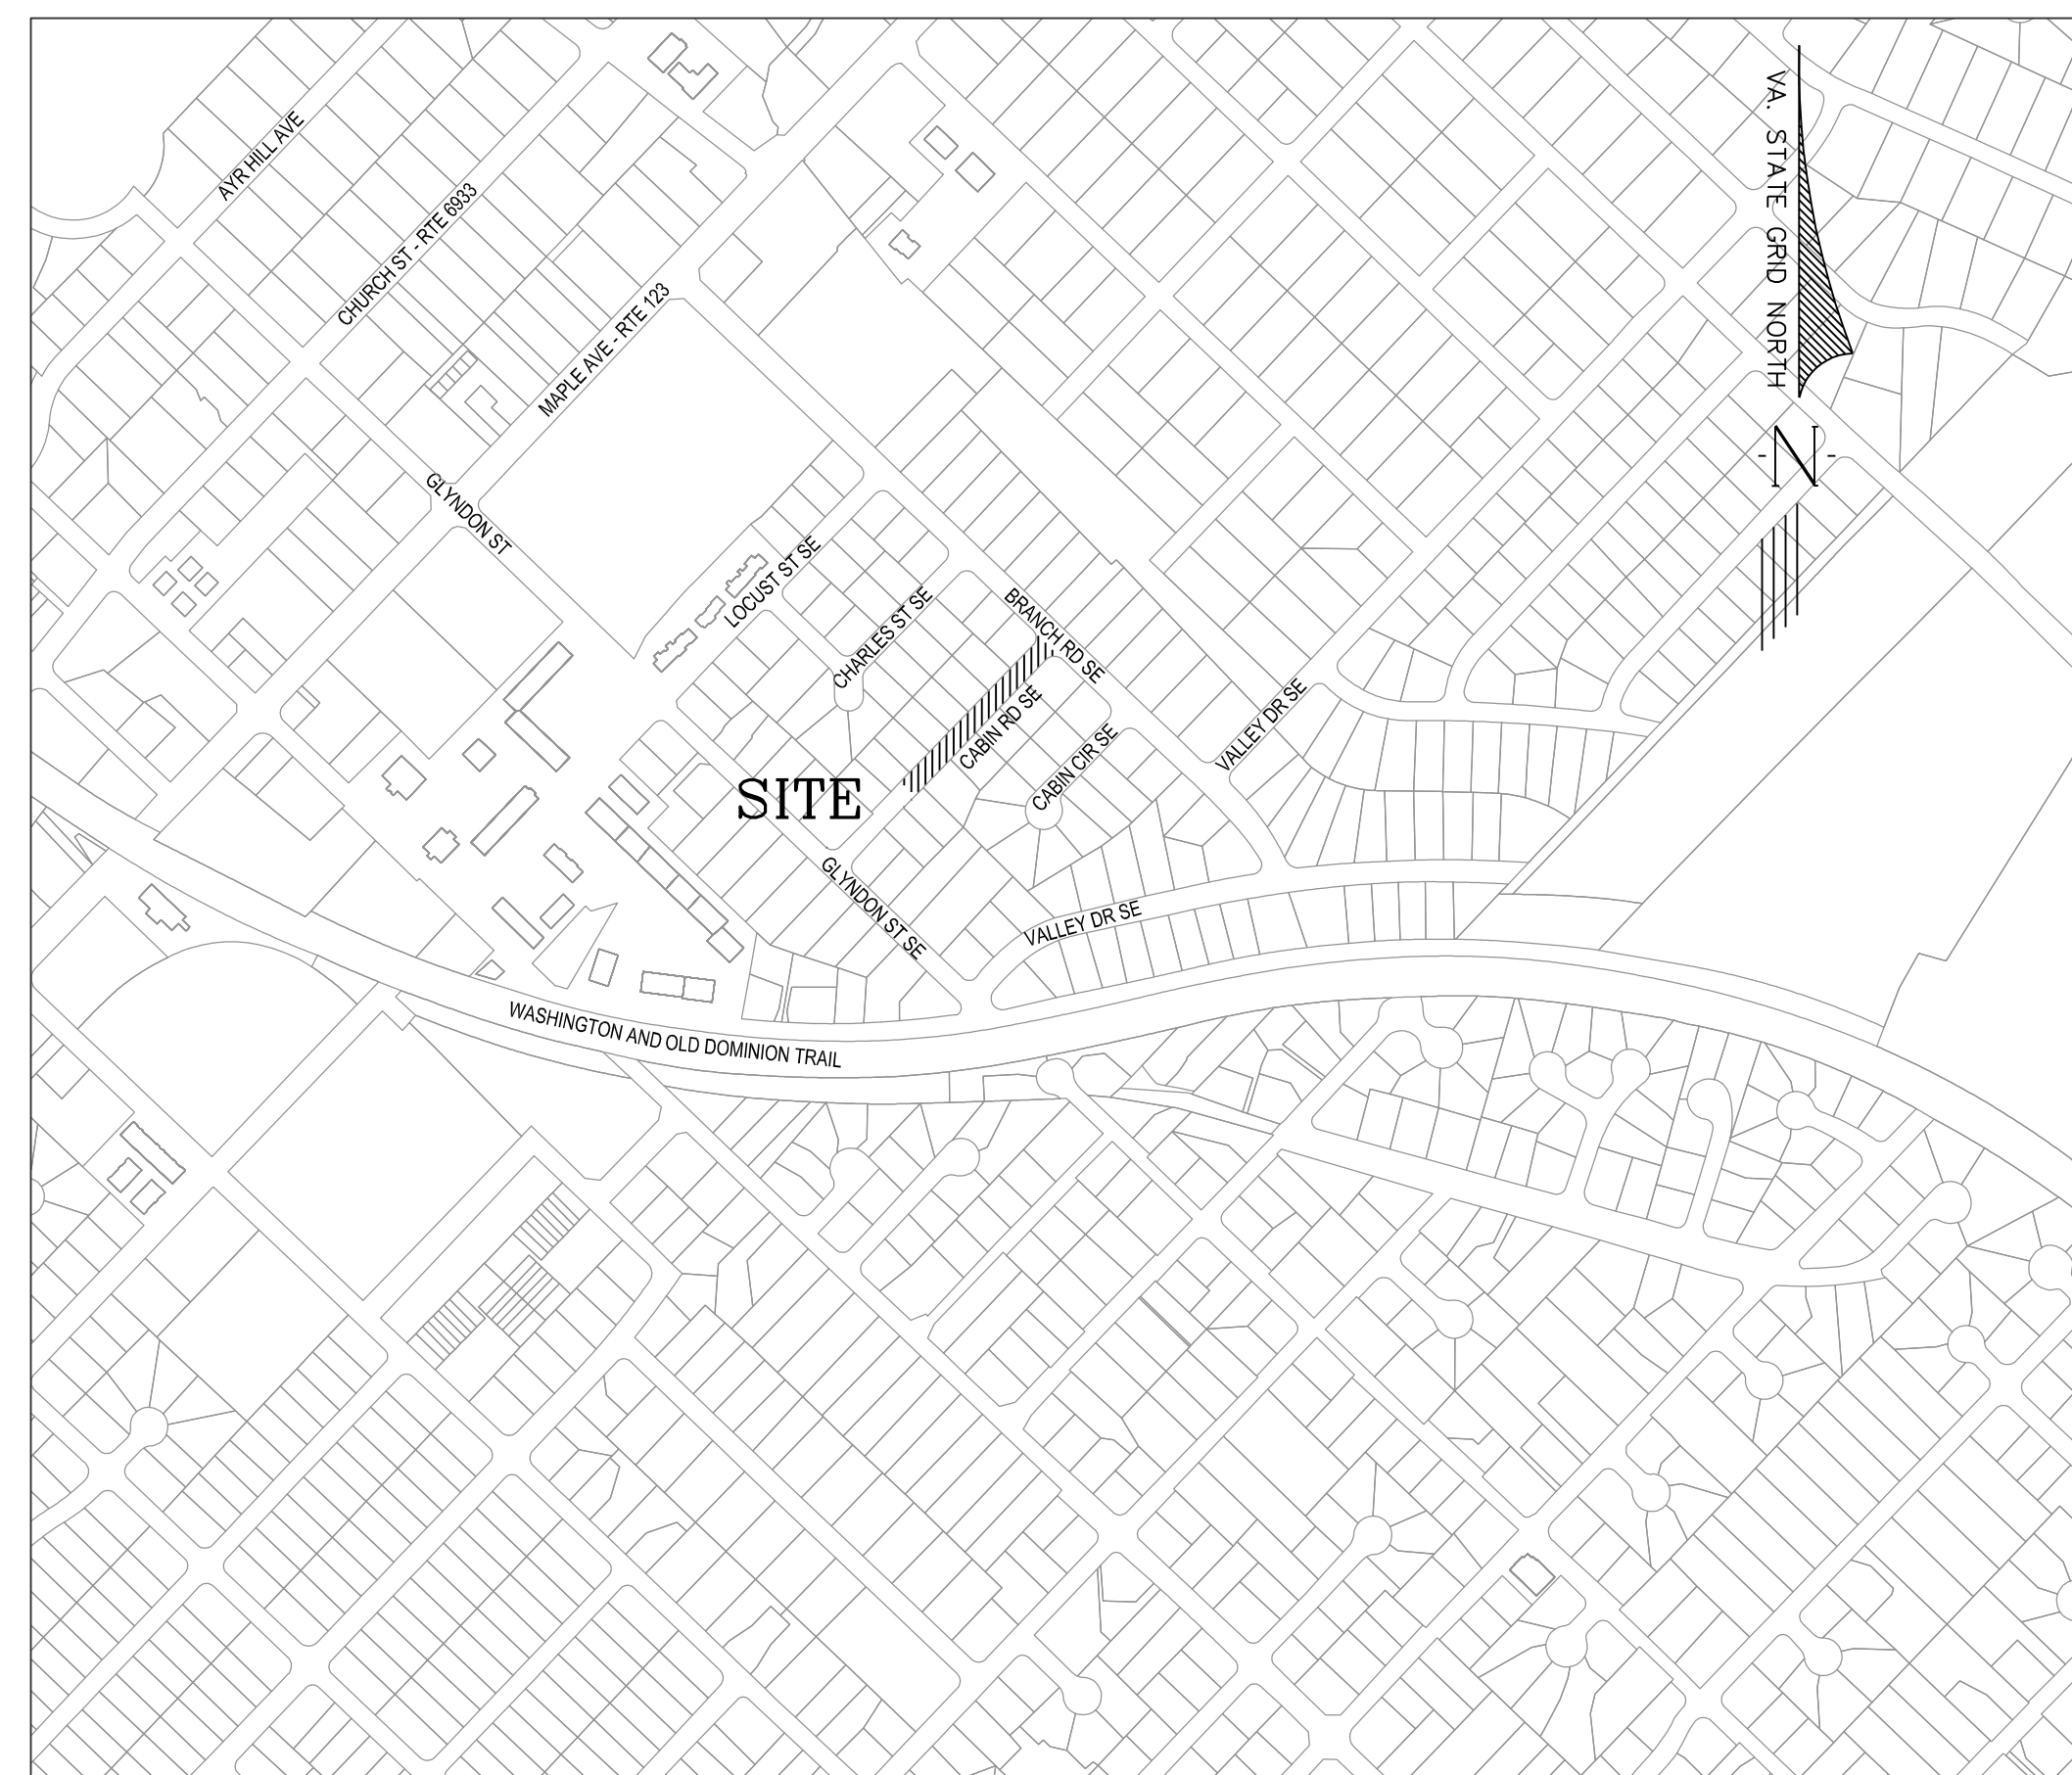 AYR HILL AVE
CHURCH ST - RTE 6933
MAPLE AVE - RTE 123
VA. STATE GRID NORTH
N
GLYNDON ST
LOCUST ST SE
CHARLES ST SE
BRANCH RD SE
CABIN RD SE
CABIN CIR SE
VALLEY DR SE
SITE
GLYNDON ST SE
VALLEY DR SE
WASHINGTON AND OLD DOMINION TRAIL